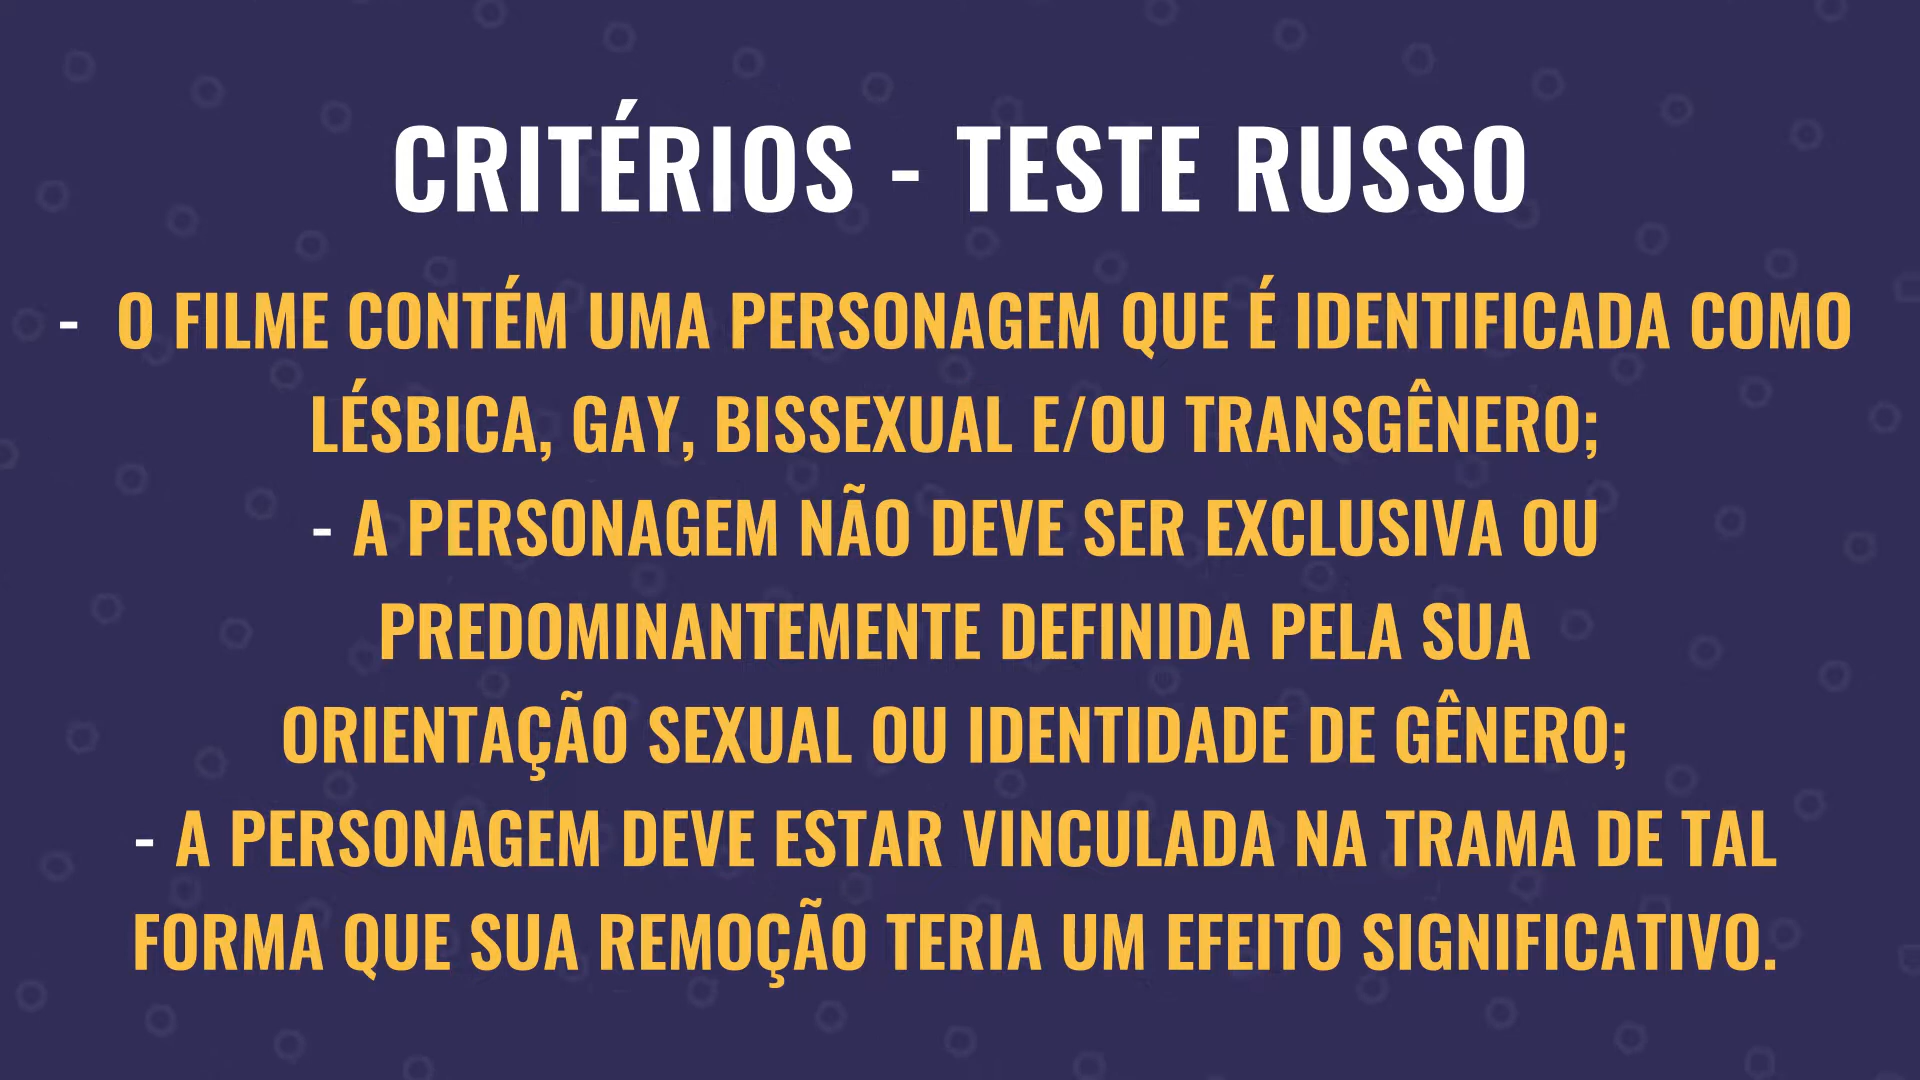 CRITÉRIOS - TESTE RUSSO
- O FILME CONTÉM UMA PERSONAGEM QUE É IDENTIFICADA COMO
LÉSBICA, GAY, BISSEXUAL E/OU TRANSGÊNERO;
- A PERSONAGEM NÃO DEVE SER EXCLUSIVA OU
PREDOMINANTEMENTE DEFINIDA PELA SUA
ORIENTAÇÃO SEXUAL OU IDENTIDADE DE GÊNERO;
- A PERSONAGEM DEVE ESTAR VINCULADA NA TRAMA DE TAL
FORMA QUE SUA REMOÇÃO TERIA UM EFEITO SIGNIFICATIVO.